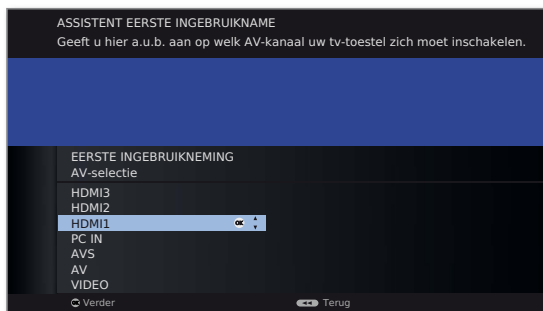 ASSISTENT EERSTE INGEBRUIKNAME
Geeft u hier a.u.b. aan op welk AV-kanaal uw tv-toestel zich moet inschakelen.
EERSTE INGEBRUIKNEMING
AV-selectie
HDMI3
HDMI2
HDMI1 OK
PC IN
AVS
AV
VIDEO
OK Verder
Terug